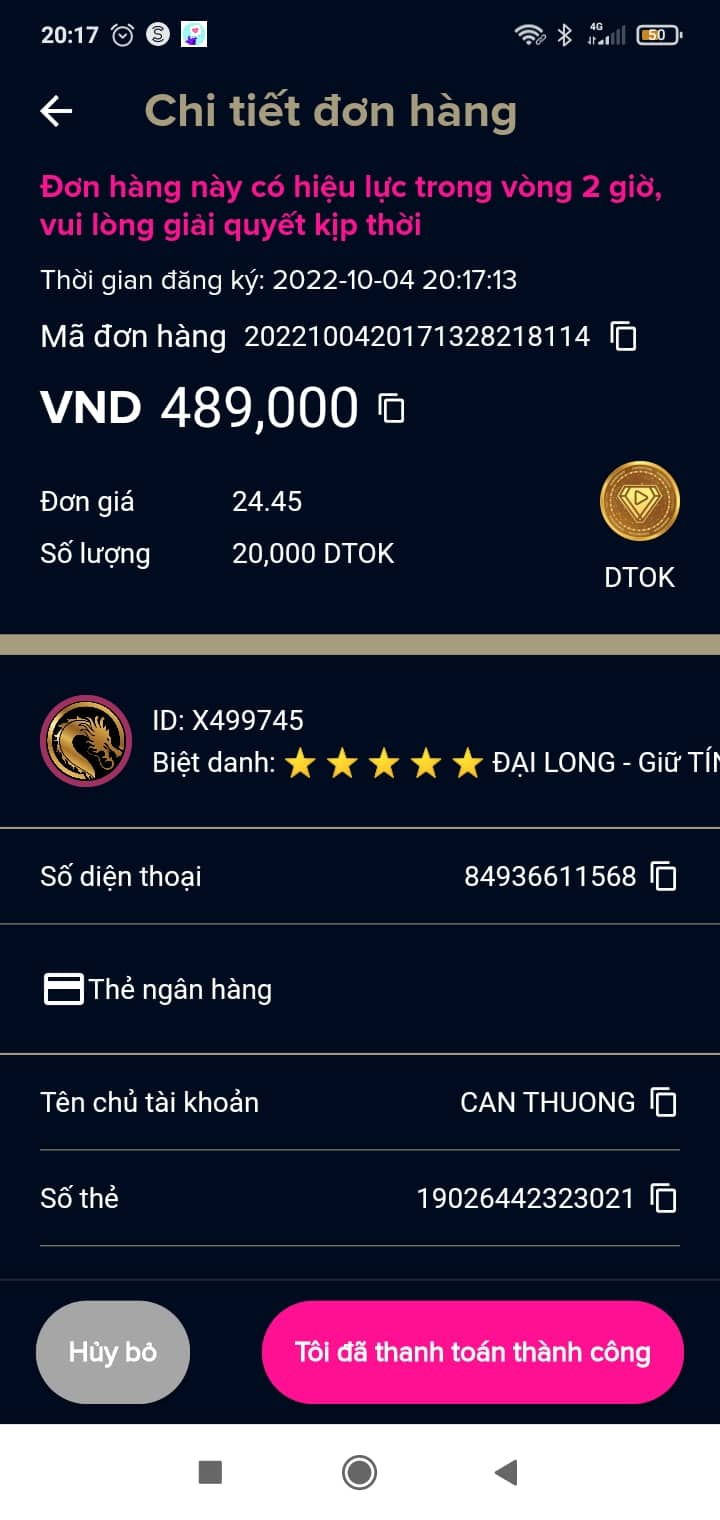 20:17
4G
50
Chi tiết đơn hàng
Đơn hàng này có hiệu lực trong vòng 2 giờ,
vui lòng giải quyết kịp thời
Thời gian đăng ký: 2022-10-04 20:17:13
Mã đơn hàng 2022100420171328218114
VND 489,000
Đơn giá 24.45
Số lượng 20,000 DTOK
DTOK
ID: X499745
Biệt danh: ⭐⭐⭐⭐⭐ ĐẠI LONG - Giữ TÍN
Số diện thoại 84936611568
Thẻ ngân hàng
Tên chủ tài khoản CAN THUONG
Số thẻ 19026442323021
Hủy bỏ
Tôi đã thanh toán thành công